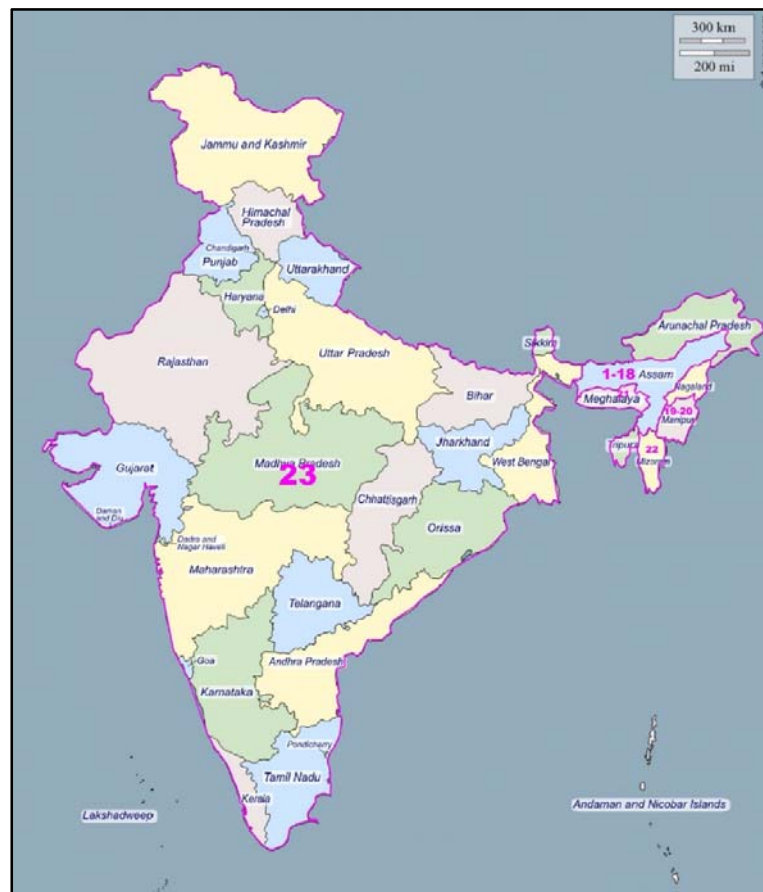 300 km
200 mi
Jammu and Kashmir
Himachal
Pradesh
Chandigarh
Punjab
Uttarakhand
Haryana
Delhi
Arunachal Pradesh
Sikkim
Rajasthan
Uttar Pradesh
1-18
Assam
Nagaland
Bihar
Meghalaya
21
19-20
Manipur
Jharkhand
Tripura
22
Mizoram
Gujarat
Madhya Pradesh
23
West Bengal
Chhattisgarh
Daman
and Diu
Orissa
Dadra and
Nagar Haveli
Maharashtra
Telangana
Goa
Andhra Pradesh
Karnataka
Pondicherry
Tamil Nadu
Kerala
Lakshadweep
Andaman and Nicobar Islands